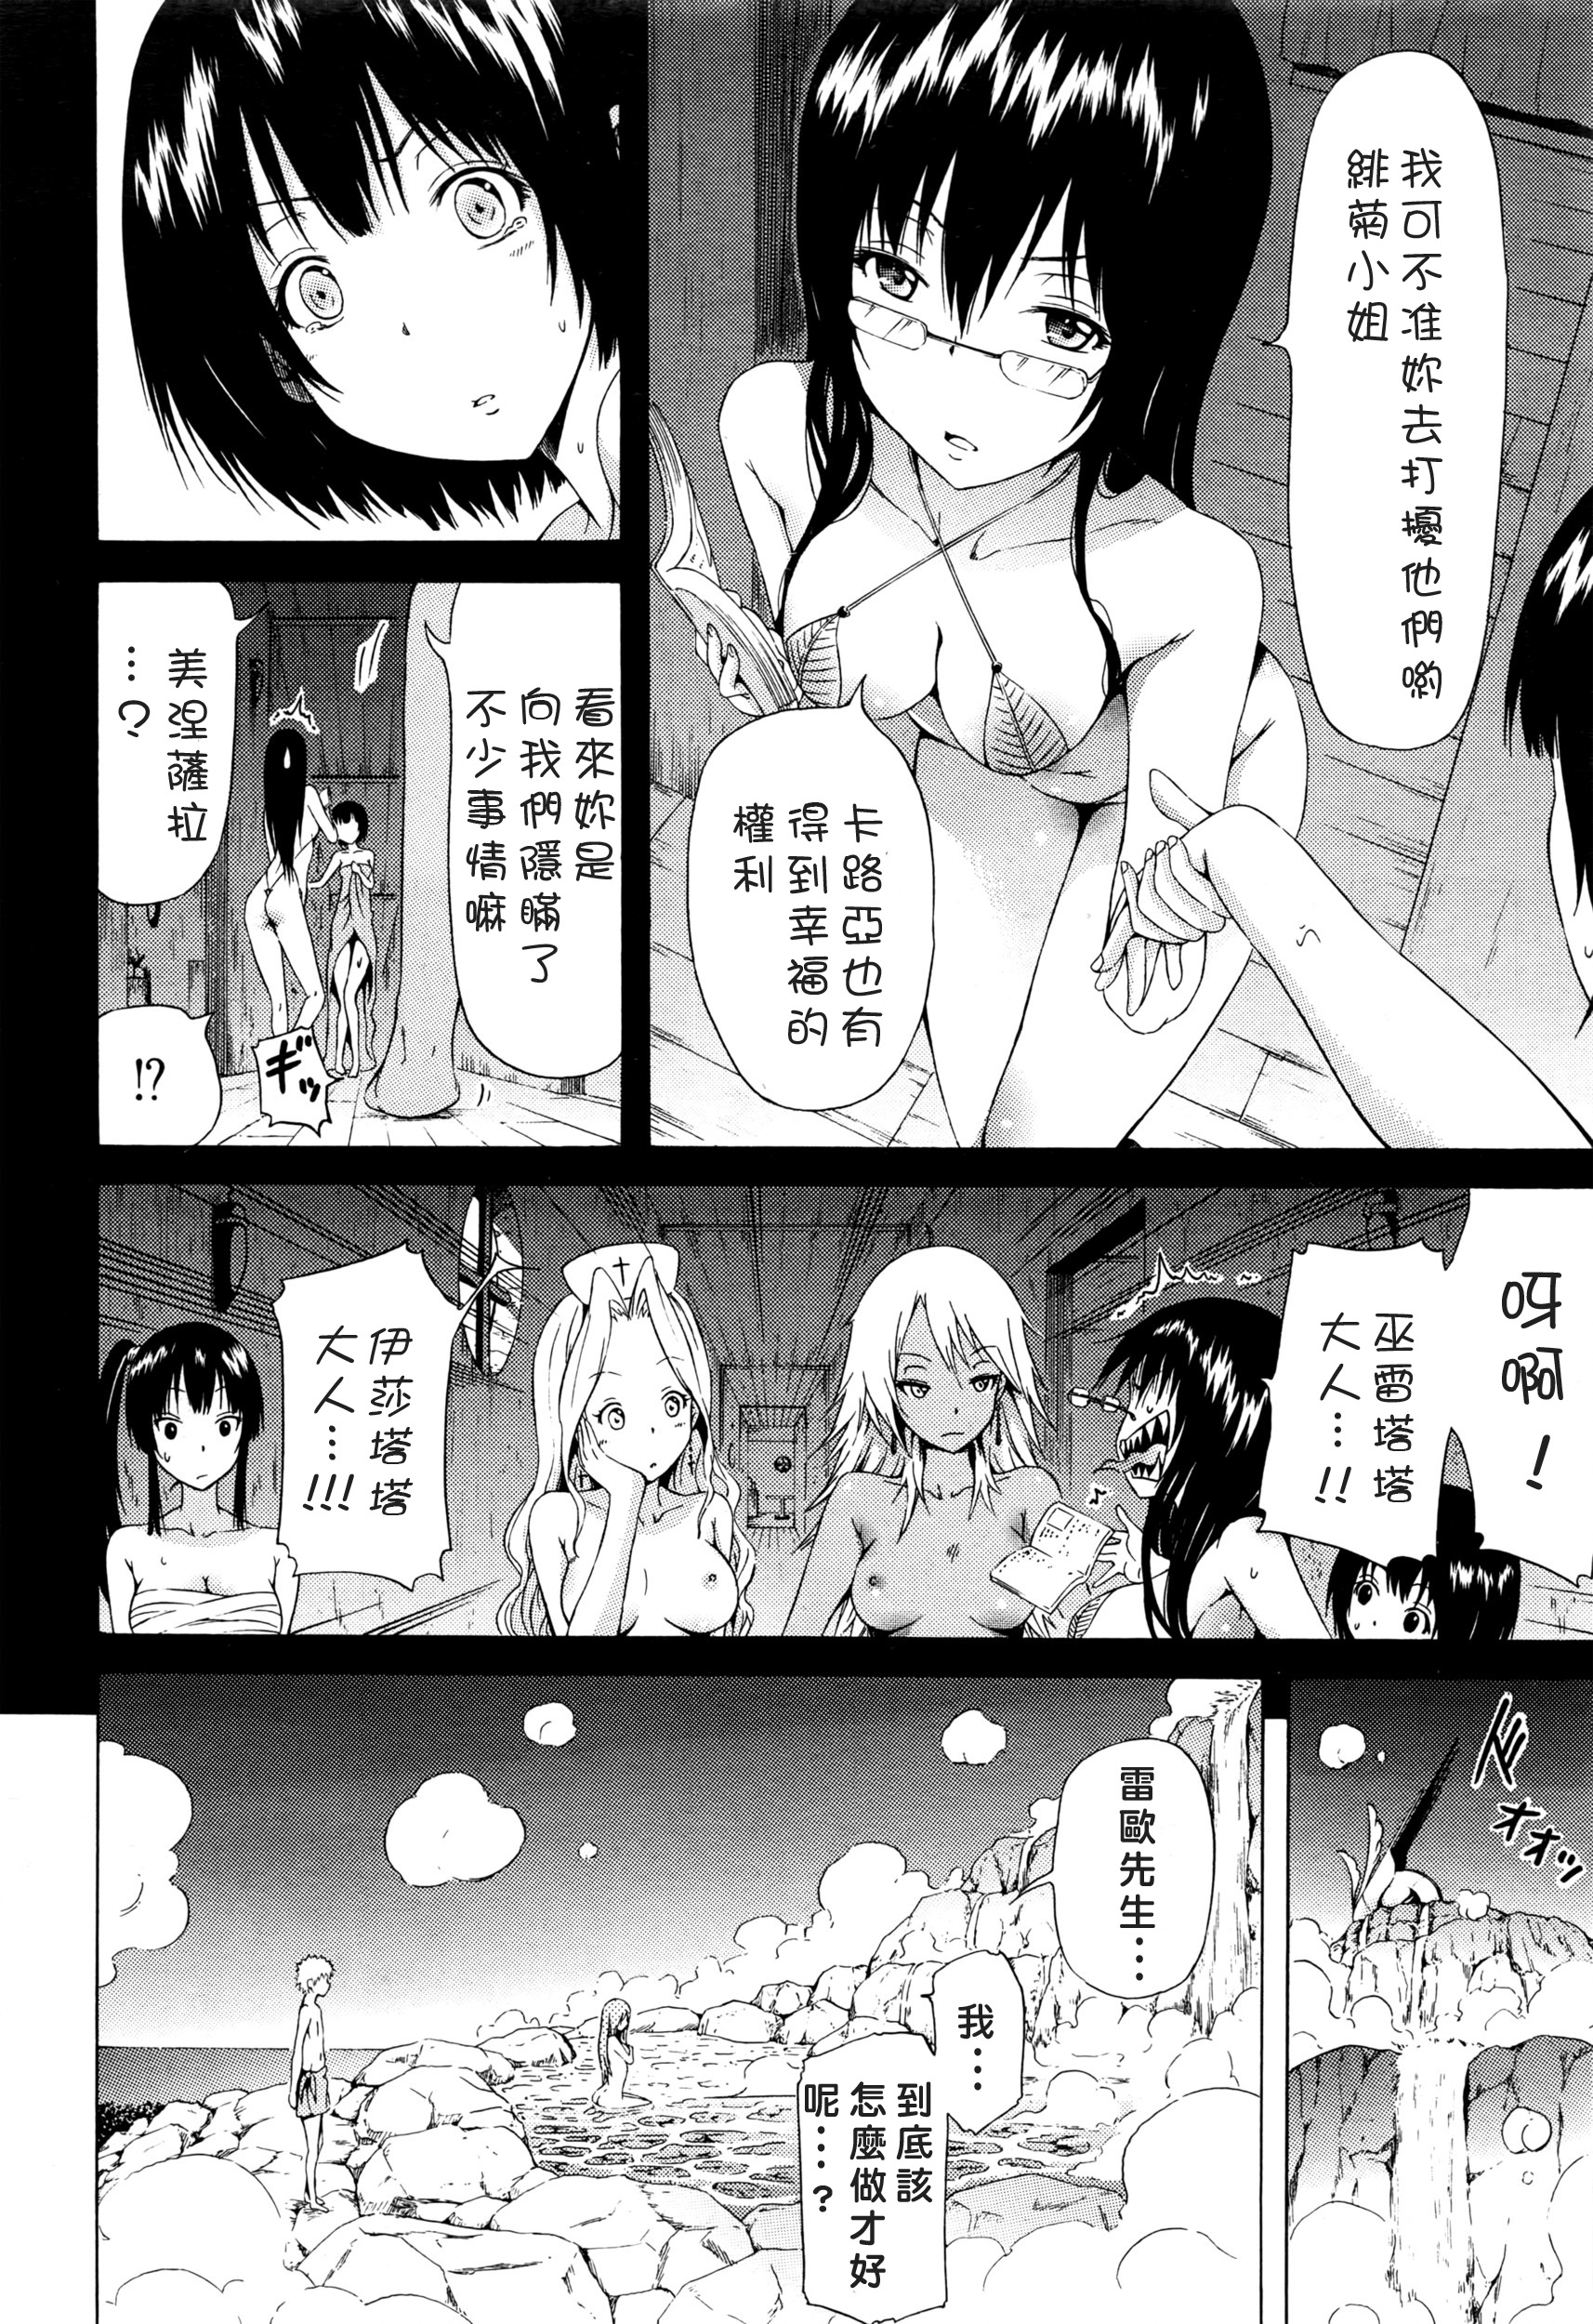 我可不准妳去打擾他們喲
緋菊小姐
卡路亞也有
得到幸福的
權利
看來妳是
向我們隱瞞了
不少事情嘛
美涅薩拉
…?
!?
ギッ
呀啊!
巫雷塔塔
大人…!!
伊莎塔塔
大人…!!!
ドオオッ
雷歐先生…
我…
到底該
怎麼做才好
呢…?